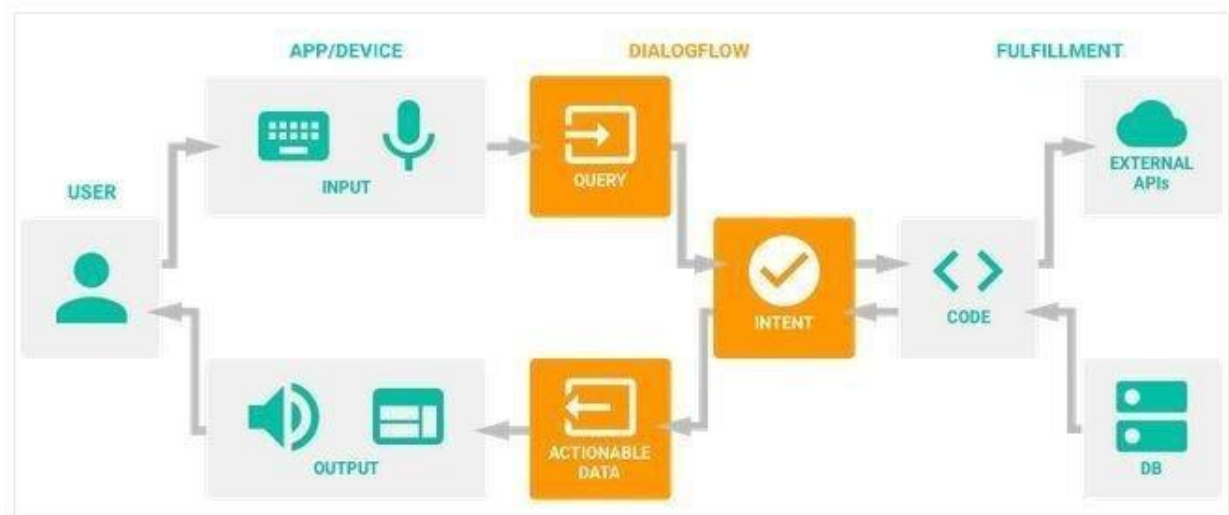 APP/DEVICE
DIALOGFLOW
FULFILLMENT
USER
INPUT
QUERY
EXTERNAL
APIs
INTENT
CODE
OUTPUT
ACTIONABLE
DATA
DB